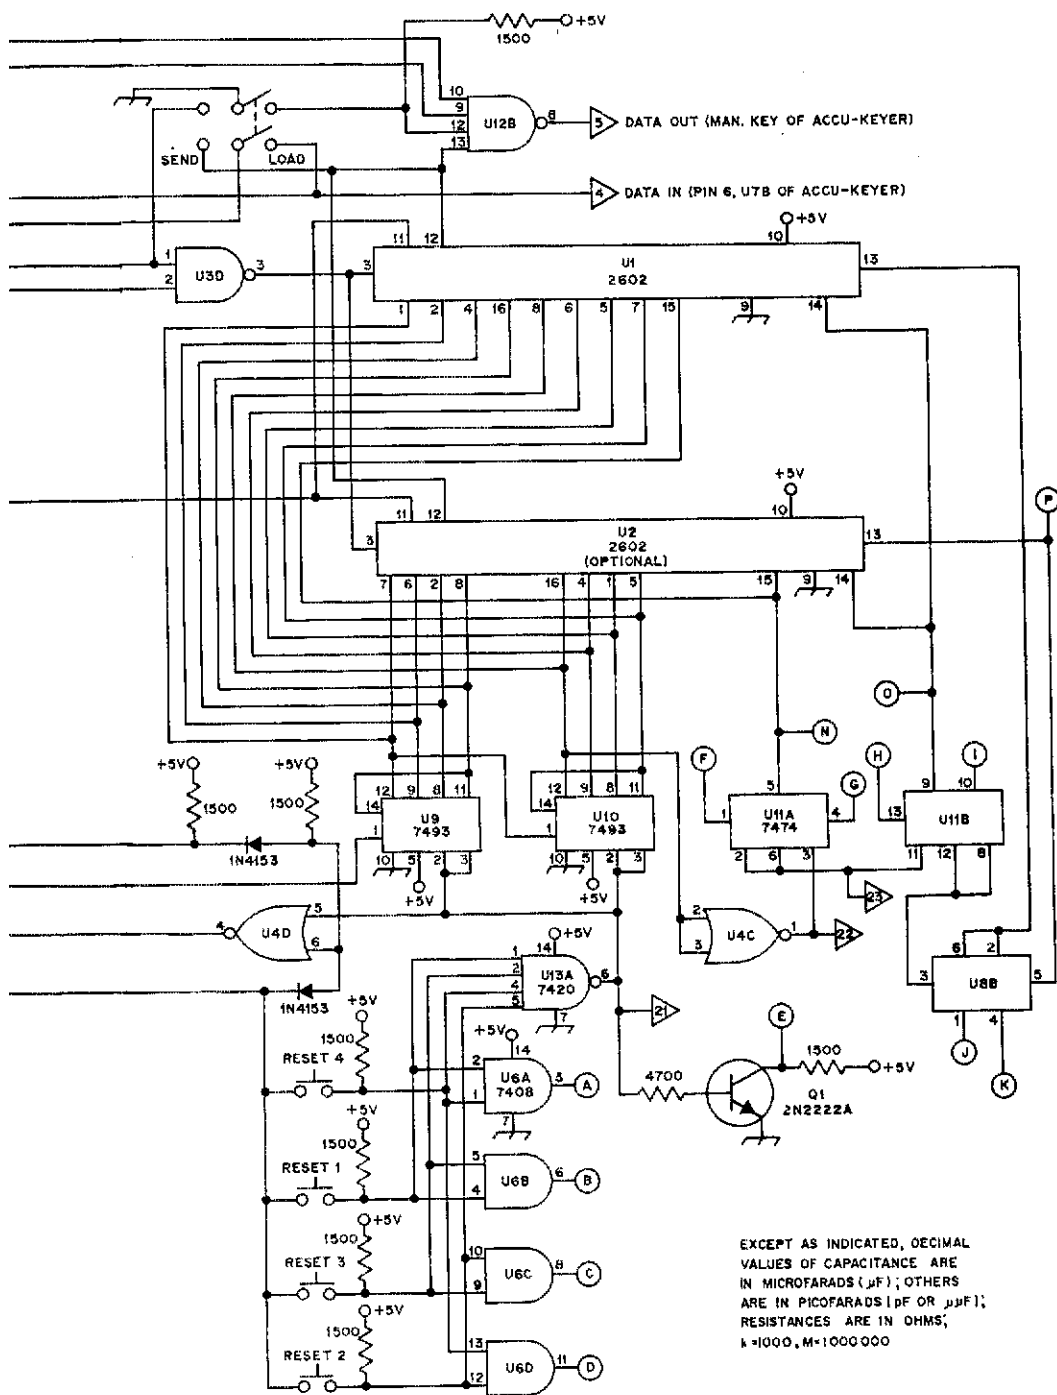 +5V
1500
10
9
12
13
U12B
8
5
DATA OUT (MAN. KEY OF ACCU-KEYER)
SEND
LOAD
4
DATA IN (PIN 6, U7B OF ACCU-KEYER)
+5V
1
2
U3D
3
11
12
10
3
U1
2602
13
1
2
4
16
8
6
5
7
15
9
14
+5V
11
12
10
P
3
U2
2602
(OPTIONAL)
13
7
6
2
8
16
4
1
5
15
9
14
O
N
F
H
I
+5V
+5V
1500
1500
12
9
8
11
14
U9
7493
1
10
5
2
3
+5V
12
9
8
11
14
U10
7493
1
10
5
2
3
+5V
5
G
1
U11A
7474
4
2
6
3
9
10
13
U11B
11
12
8
1N4153
23
4
U4D
5
6
2
3
U4C
1
22
6
2
3
U8B
5
1
4
J
K
1N4153
+5V
14
1
2
4
5
U13A
7420
6
7
21
E
+5V
1500
RESET 4
+5V
14
2
1
U6A
7408
3
A
7
4700
1500
+5V
Q1
2N2222A
+5V
1500
RESET 1
5
4
U6B
6
B
+5V
1500
RESET 3
10
9
U6C
8
C
+5V
1500
RESET 2
13
12
U6D
11
D
EXCEPT AS INDICATED, DECIMAL
VALUES OF CAPACITANCE ARE
IN MICROFARADS (µF); OTHERS
ARE IN PICOFARADS (pF OR µµF);
RESISTANCES ARE IN OHMS;
k=1000, M=1000000